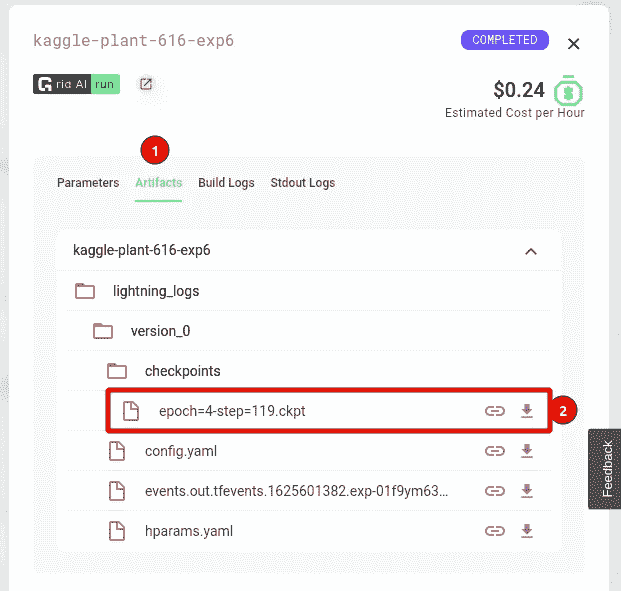 kaggle-plant-616-exp6
COMPLETED
rid AI run
$0.24
Estimated Cost per Hour
1
Parameters Artifacts Build Logs Stdout Logs
kaggle-plant-616-exp6
lightning_logs
version_0
checkpoints
epoch=4-step=119.ckpt
2
config.yaml
events.out.tfevents.1625601382.exp-01f9ym63...
hparams.yaml
Feedback